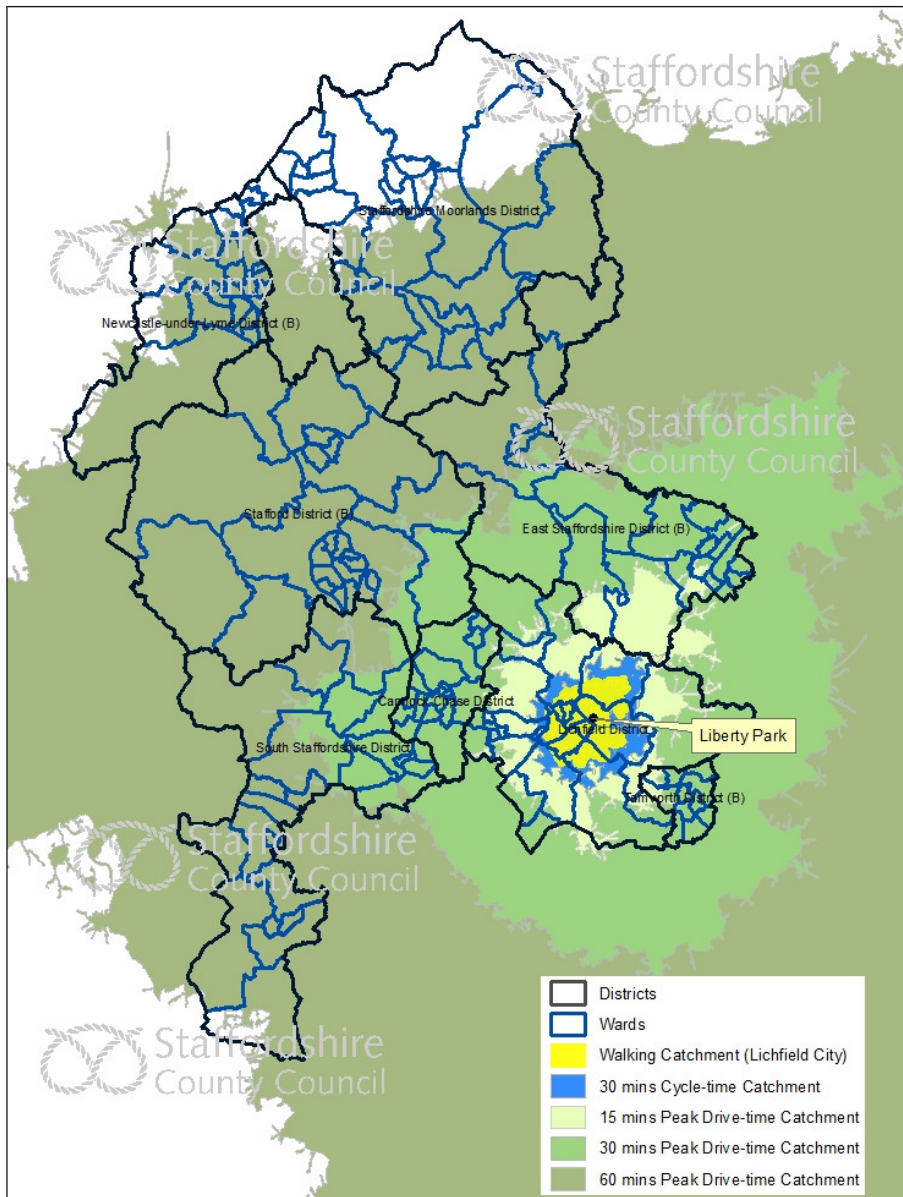 Staffordshire
County Council
Staffordshire Moorlands District
Staffordshire
County Council
Newcastle-under-Lyme District (B)
Staffordshire
County Council
Stafford District (B)
East Staffordshire District (B)
Cannock Chase District
Lichfield District
Liberty Park
South Staffordshire District
Tamworth District (B)
Staffordshire
County Council
Staffordshire
County Council
Districts
Wards
Walking Catchment (Lichfield City)
30 mins Cycle-time Catchment
15 mins Peak Drive-time Catchment
30 mins Peak Drive-time Catchment
60 mins Peak Drive-time Catchment